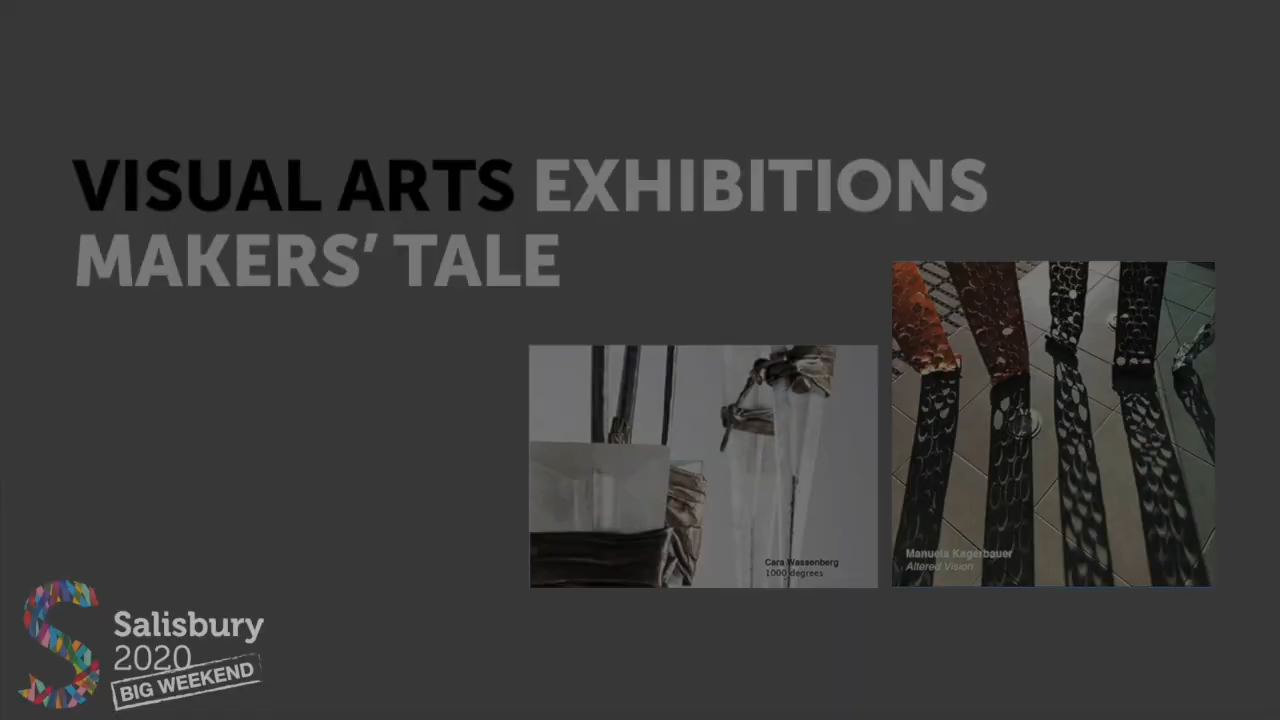 VISUAL ARTS EXHIBITIONS
MAKERS’ TALE
Cara Wassenberg
1000 degrees
Manuela Kagerbauer
Altered Vision
Salisbury
2020
BIG WEEKEND